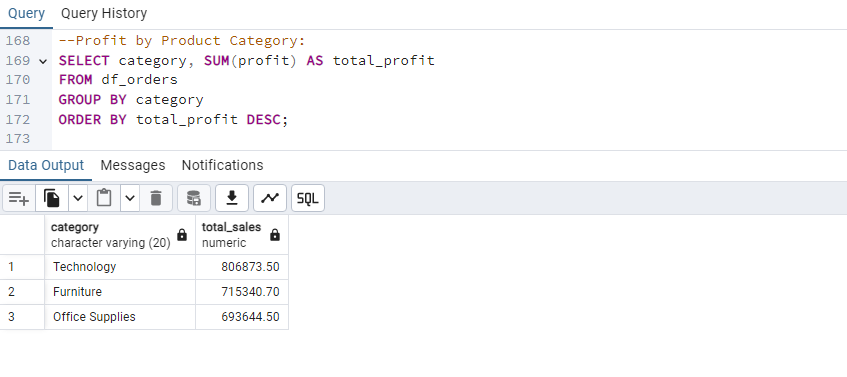 Query Query History
168 --Profit by Product Category:
169 SELECT category, SUM(profit) AS total_profit
170 FROM df_orders
171 GROUP BY category
172 ORDER BY total_profit DESC;
173
Data Output Messages Notifications
SQL
category total_sales
character varying (20) numeric
1 Technology 806873.50
2 Furniture 715340.70
3 Office Supplies 693644.50